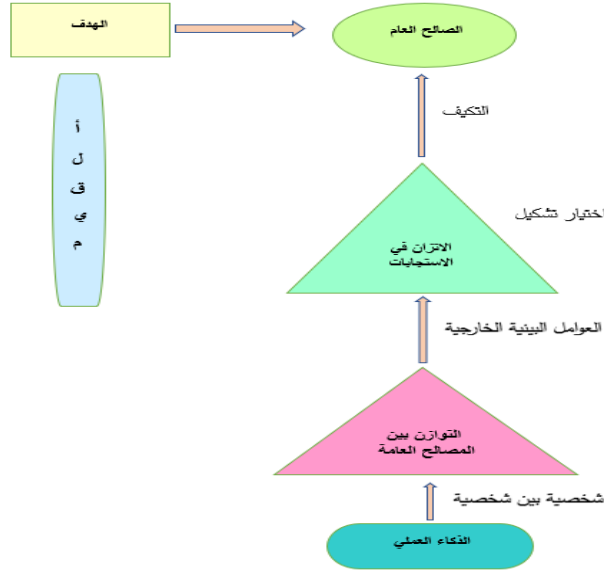 الهدف
الصالح العام
التكيف
أ
ل
ق
ي
م
اختيار تشكيل
الاتزان في
الاستجابات
العوامل البينية الخارجية
التوازن بين
المصالح العامة
شخصية بين شخصية
الذكاء العملي